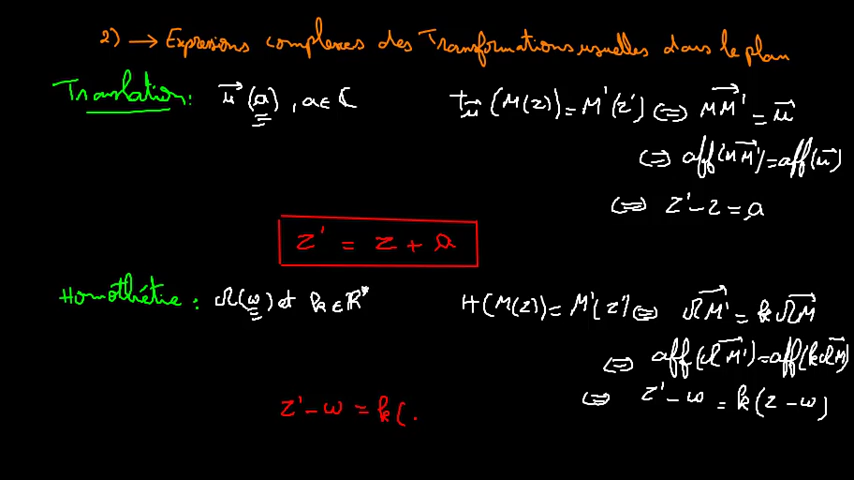 2) → Expressions complexes des Transformations usuelles dans le plan
Translation: u⃗(a), a∈ℂ t_u⃗(M(z))=M'(z') ⟺ MM'⃗ = u⃗
⟺ aff(MM'⃗)=aff(u⃗)
⟺ z'-z=a
z' = z + a
Homothétie: Ω(ω) et k∈ℝ* H(M(z))=M'(z') ⟺ ΩM'⃗ = kΩM⃗
⟺ aff(ΩM'⃗)=aff(kΩM⃗)
⟺ z'-ω = k(z-ω)
z'-ω = k(